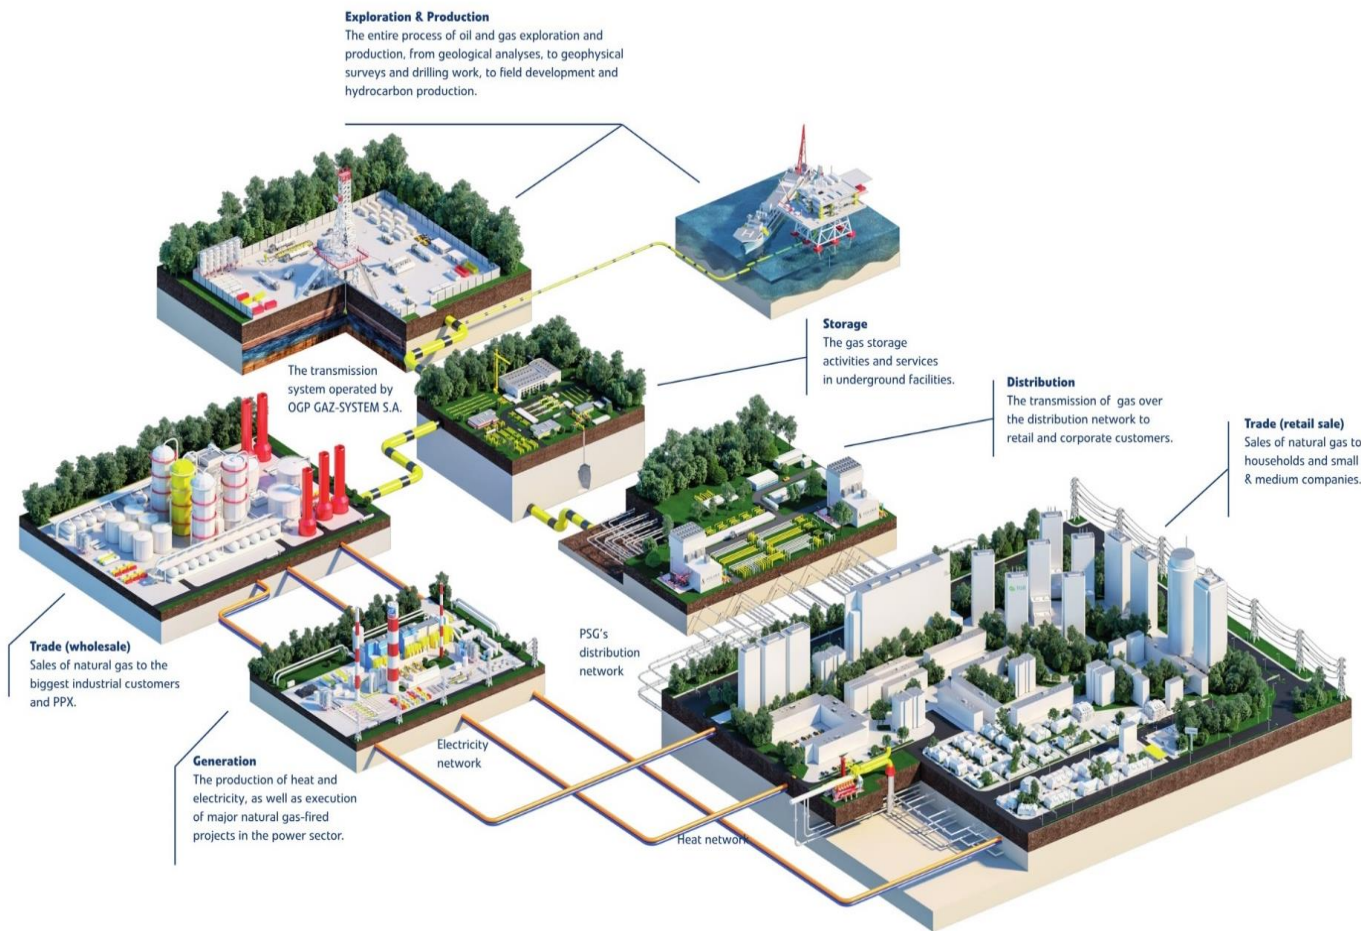 Exploration & Production
The entire process of oil and gas exploration and
production, from geological analyses, to geophysical
surveys and drilling work, to field development and
hydrocarbon production.
Storage
The gas storage
activities and services
in underground facilities.
The transmission
system operated by
OGP GAZ-SYSTEM S.A.
Distribution
The transmission of gas over
the distribution network to
retail and corporate customers.
Trade (retail sale)
Sales of natural gas to
households and small
& medium companies.
Trade (wholesale)
Sales of natural gas to the
biggest industrial customers
and PPX.
PSG's
distribution
network
Electricity
network
Generation
The production of heat and
electricity, as well as execution
of major natural gas-fired
projects in the power sector.
Heat network